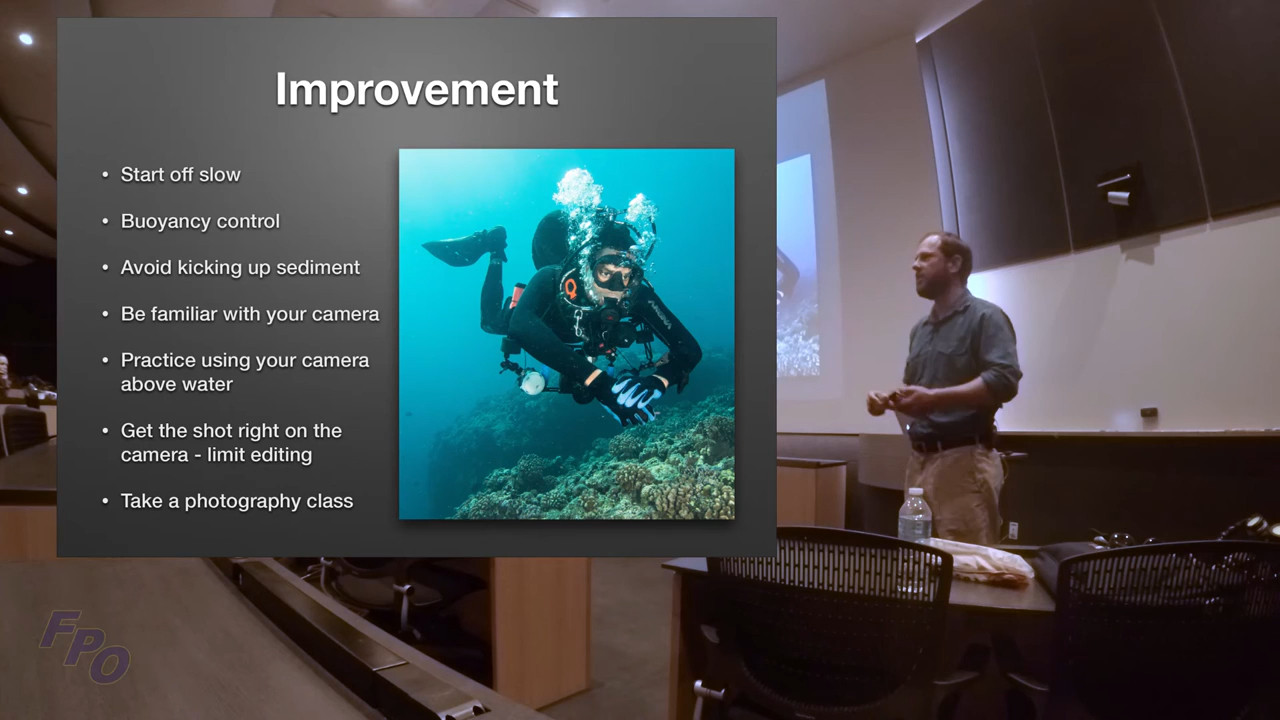 Improvement
• Start off slow
• Buoyancy control
• Avoid kicking up sediment
• Be familiar with your camera
• Practice using your camera
above water
• Get the shot right on the
camera - limit editing
• Take a photography class
FPO